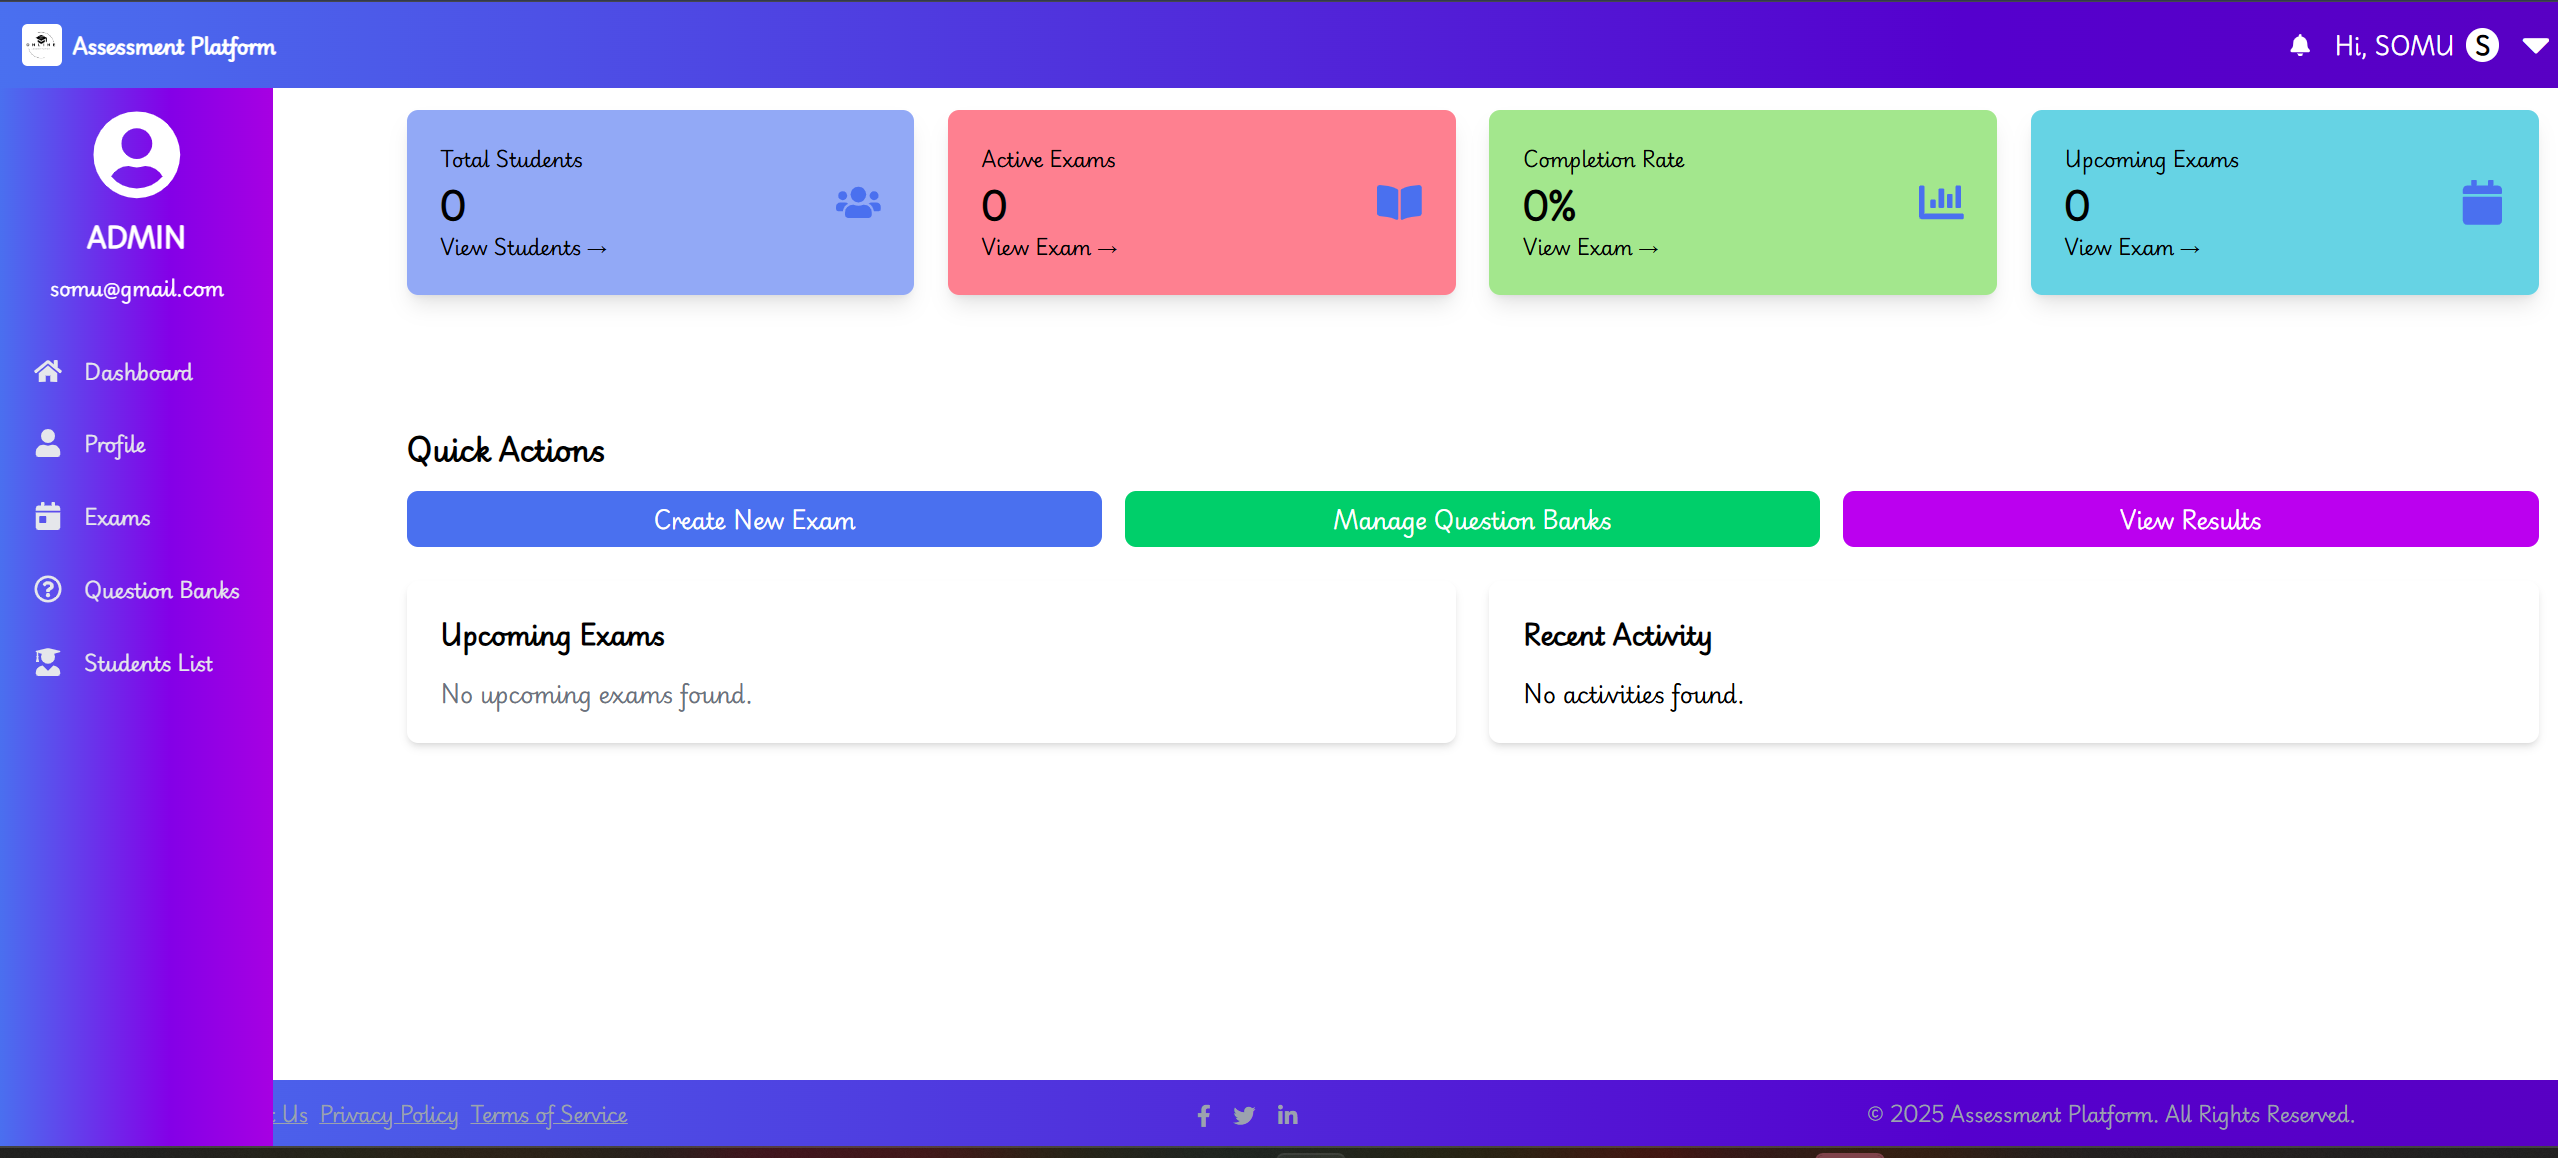 Assessment Platform
Hi, SOMU S
ADMIN
somu@gmail.com
Dashboard
Profile
Exams
Question Banks
Students List
Total Students
0
View Students →
Active Exams
0
View Exam →
Completion Rate
0%
View Exam →
Upcoming Exams
0
View Exam →
Quick Actions
Create New Exam
Manage Question Banks
View Results
Upcoming Exams
No upcoming exams found.
Recent Activity
No activities found.
Us Privacy Policy Terms of Service
© 2025 Assessment Platform. All Rights Reserved.